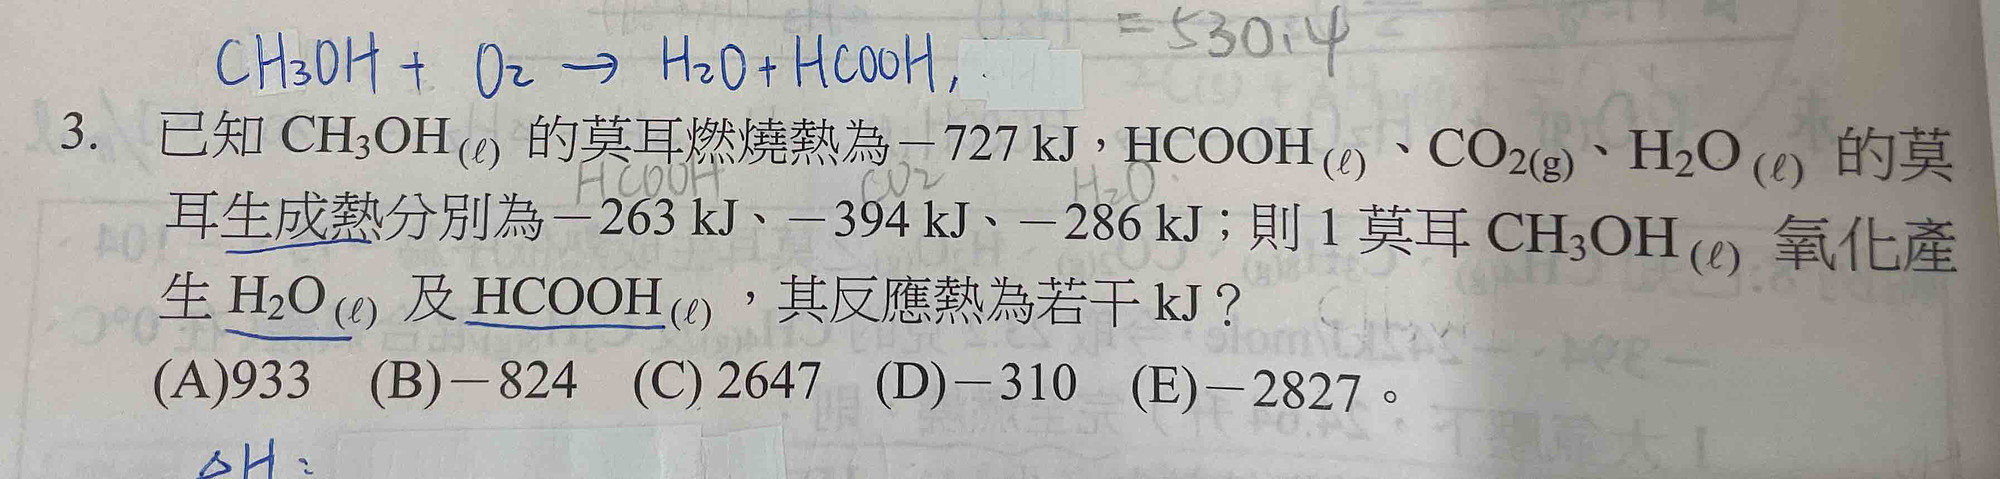 =530.4
CH3OH + O2 → H2O+HCOOH,
3. 已知 CH₃OH(ℓ) 的莫耳燃燒熱為－727 kJ，HCOOH(ℓ)、CO₂(g)、H₂O(ℓ) 的莫
HCOOH CO2 H2O
耳生成熱分別為－263 kJ、－394 kJ、－286 kJ；則 1 莫耳 CH₃OH(ℓ) 氧化產
生 H₂O(ℓ) 及 HCOOH(ℓ)，其反應熱為若干 kJ？
(A)933 (B)－824 (C) 2647 (D)－310 (E)－2827。
△H：